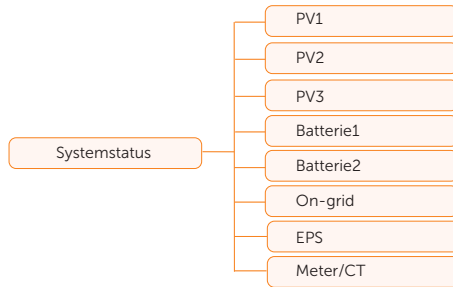 PV1
PV2
PV3
Batterie1
Systemstatus
Batterie2
On-grid
EPS
Meter/CT